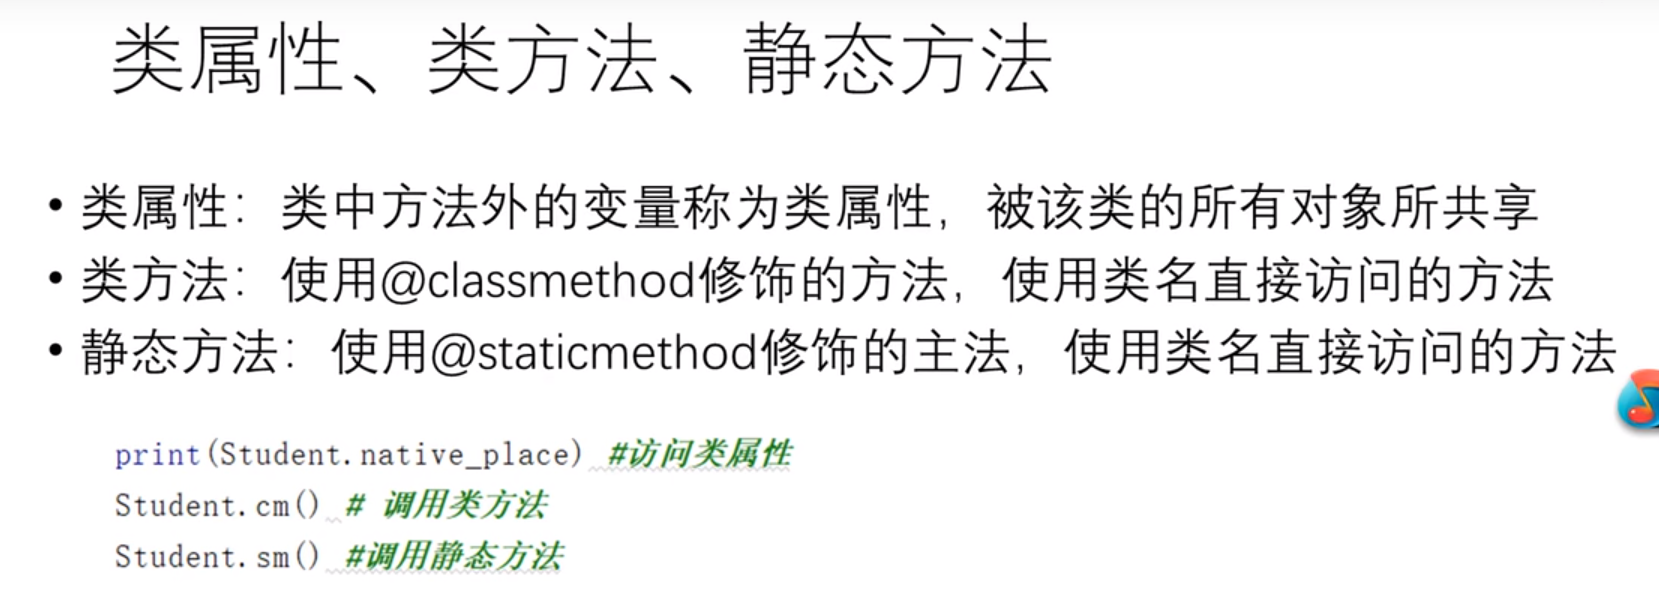 类属性、类方法、静态方法
• 类属性：类中方法外的变量称为类属性，被该类的所有对象所共享
• 类方法：使用@classmethod修饰的方法，使用类名直接访问的方法
• 静态方法：使用@staticmethod修饰的主法，使用类名直接访问的方法
print(Student.native_place) #访问类属性
Student.cm() # 调用类方法
Student.sm() #调用静态方法